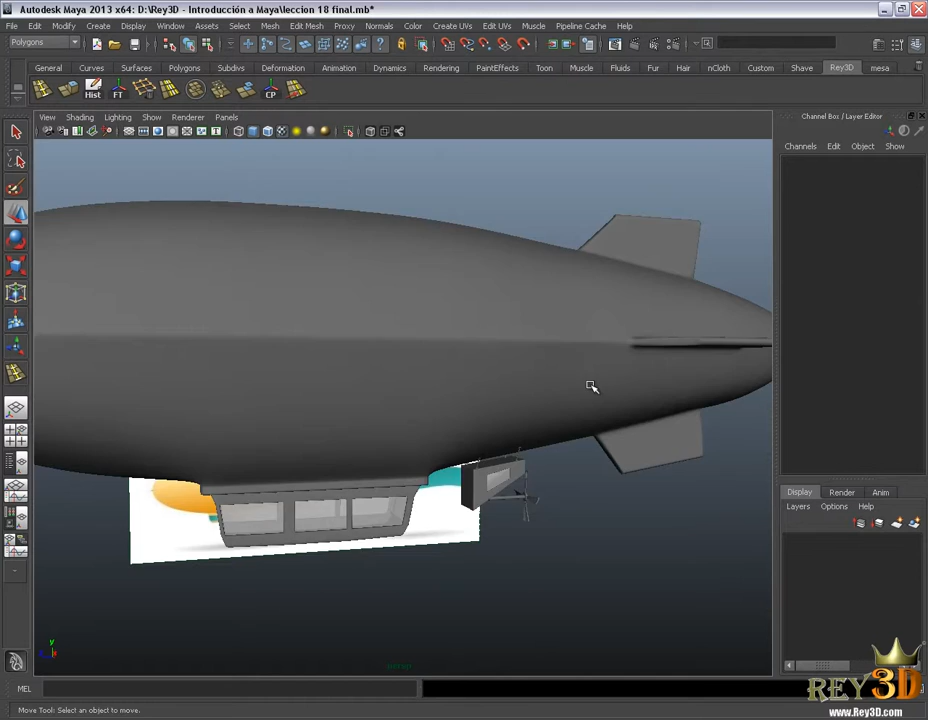 Autodesk Maya 2013 x64: D:\Rey3D - Introducción a Maya\leccion 18 final.mb*
File Edit Modify Create Display Window Assets Select Mesh Edit Mesh Proxy Normals Color Create UVs Edit UVs Muscle Pipeline Cache Help
Polygons
General Curves Surfaces Polygons Subdivs Deformation Animation Dynamics Rendering PaintEffects Toon Muscle Fluids Fur Hair nCloth Custom Shave Rey3D mesa
Hist FT CP
View Shading Lighting Show Renderer Panels
Channel Box / Layer Editor
Channels Edit Object Show
Display Render Anim
Layers Options Help
y
persp
MEL
Move Tool: Select an object to move.
REY3D
www.Rey3D.com